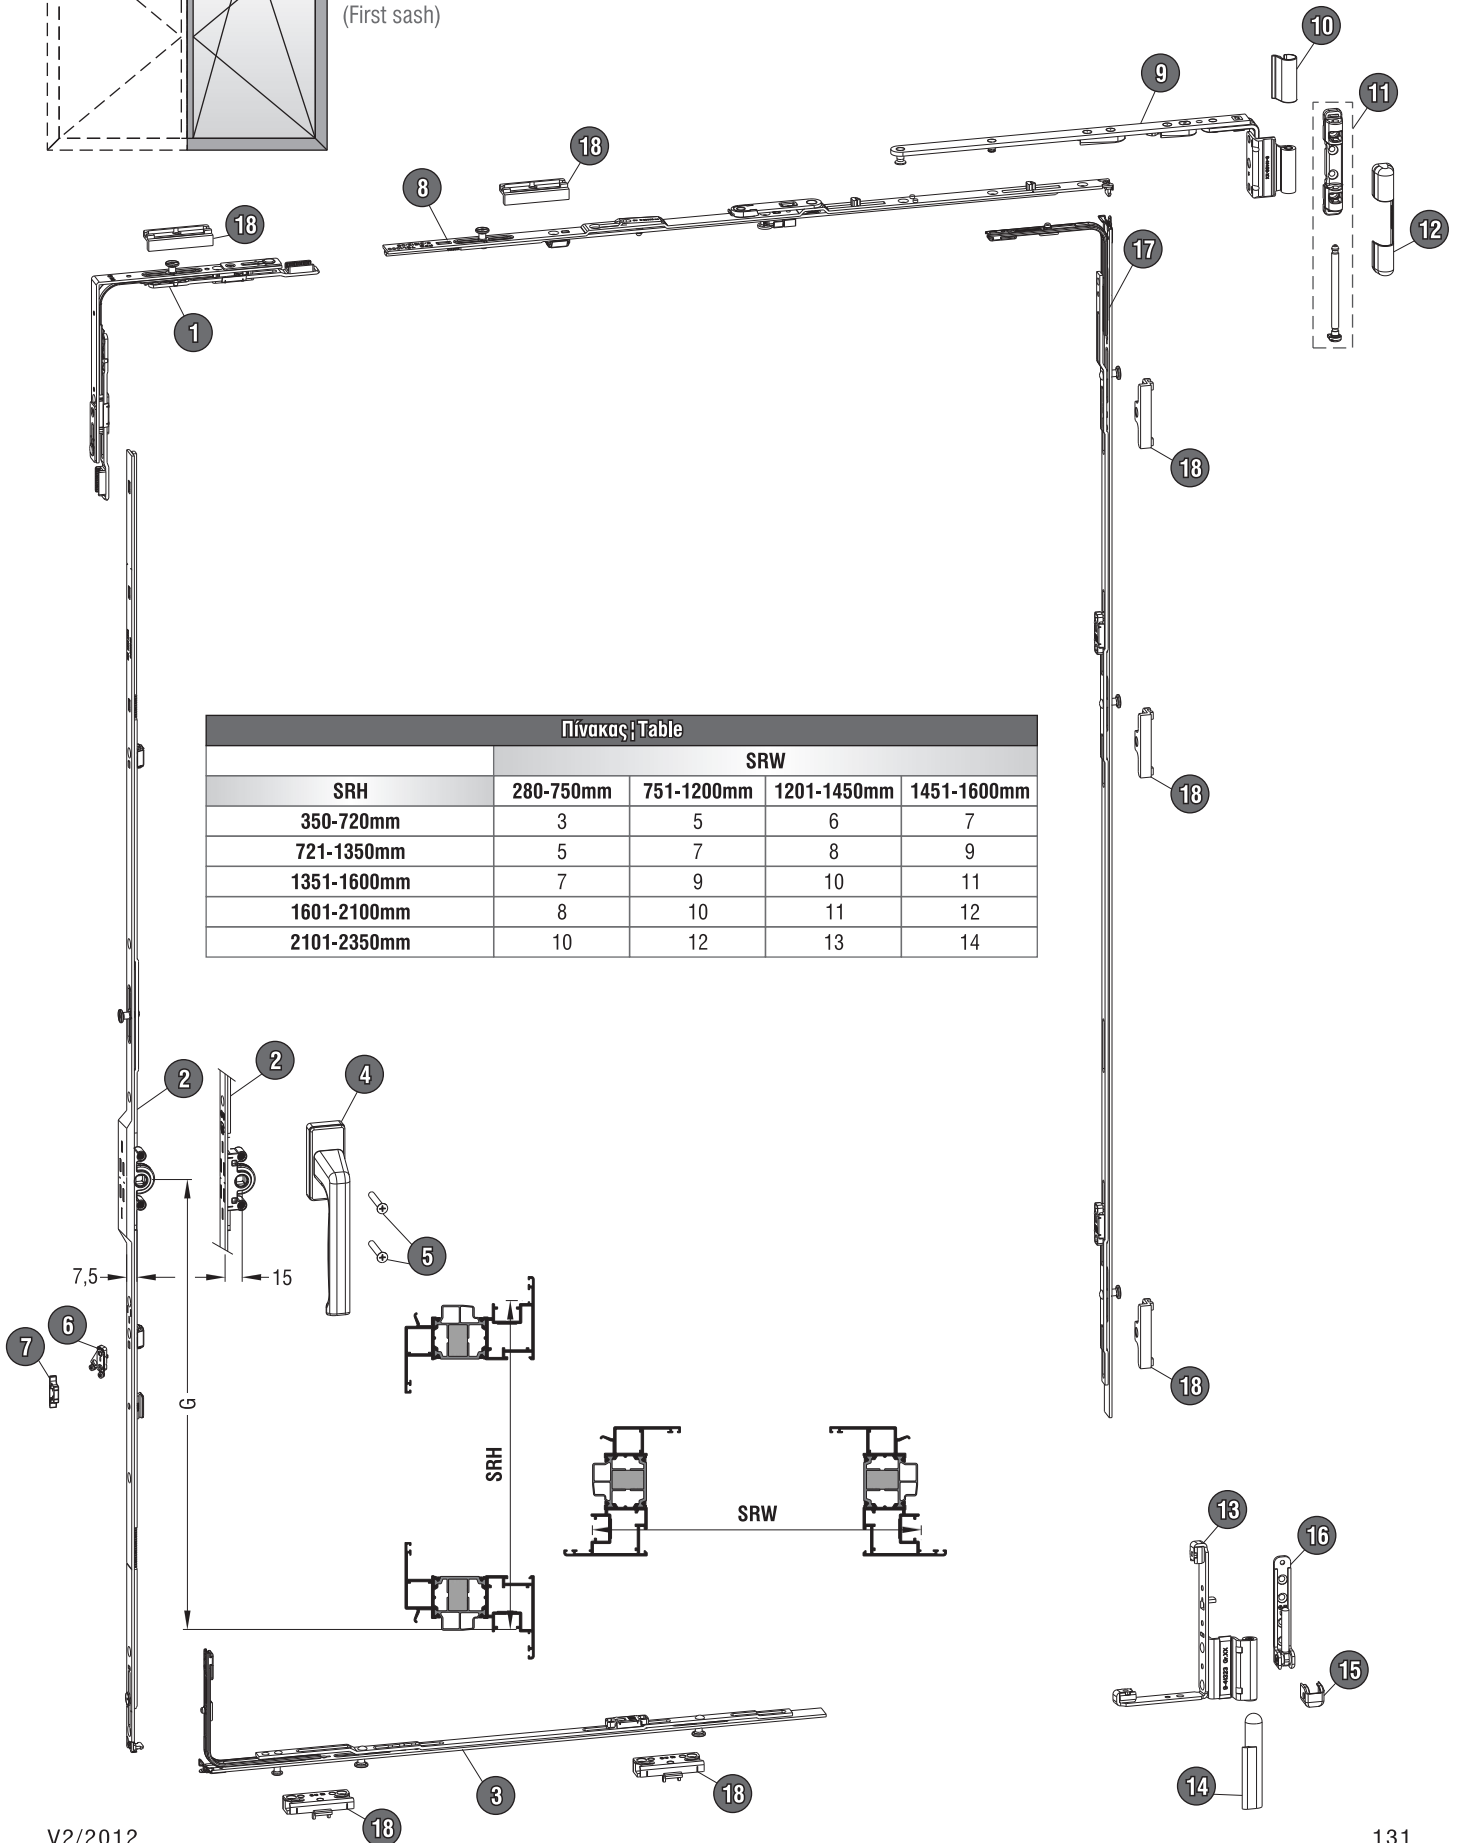 (First sash)
10
9
11
18
8
12
18
17
1
18
Πίνακας¦Table
SRW
SRH 280-750mm 751-1200mm 1201-1450mm 1451-1600mm
350-720mm 3 5 6 7
721-1350mm 5 7 8 9
1351-1600mm 7 9 10 11
1601-2100mm 8 10 11 12
2101-2350mm 10 12 13 14
18
2
2
4
5
7,5
15
6
7
G
SRH
18
SRW
13
16
15
14
3
18
18
V2/2012
131